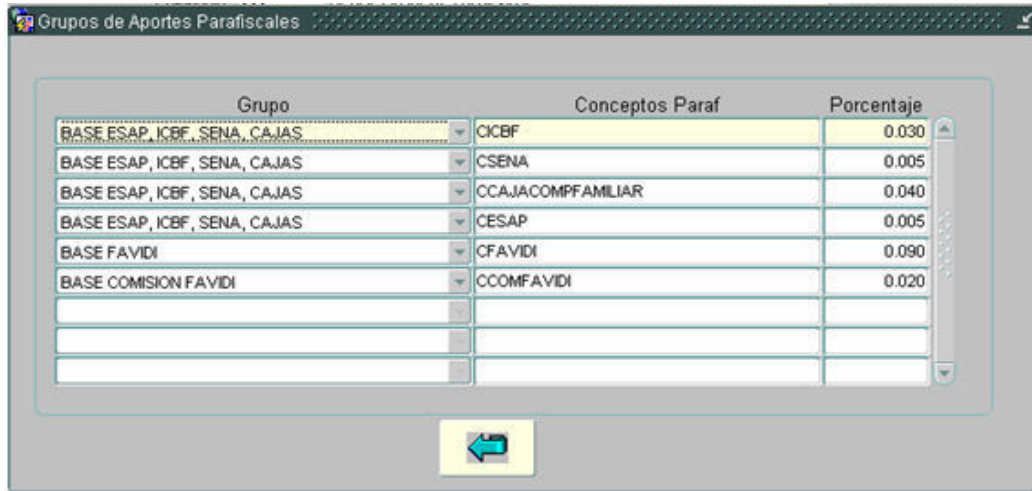 Grupos de Aportes Parafiscales
Grupo Conceptos Paraf Porcentaje
BASE ESAP, ICBF, SENA, CAJAS CICBF 0.030
BASE ESAP, ICBF, SENA, CAJAS CSENA 0.005
BASE ESAP, ICBF, SENA, CAJAS CCAJACOMPFAMILIAR 0.040
BASE ESAP, ICBF, SENA, CAJAS CESAP 0.005
BASE FAVIDI CFAVIDI 0.090
BASE COMISION FAVIDI CCOMFAVIDI 0.020